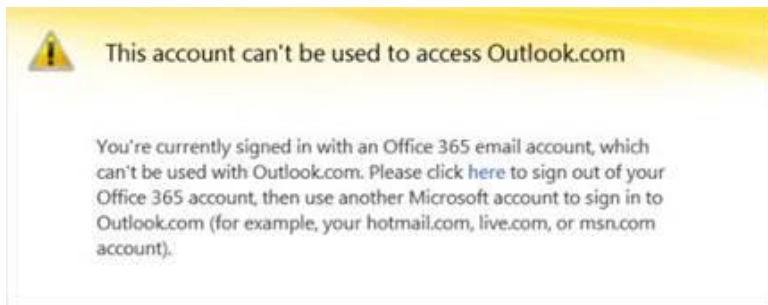 This account can't be used to access Outlook.com
You're currently signed in with an Office 365 email account, which
can't be used with Outlook.com. Please click here to sign out of your
Office 365 account, then use another Microsoft account to sign in to
Outlook.com (for example, your hotmail.com, live.com, or msn.com
account).